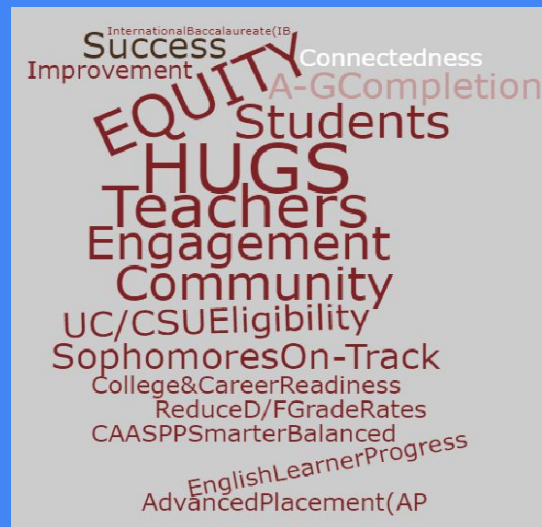 InternationalBaccalaureate(IB
Success
Improvement
EQUITY
Connectedness
A-GCompletion
Students
HUGS
Teachers
Engagement
Community
UC/CSUEligibility
SophomoresOn-Track
College&CareerReadiness
ReduceD/FGradeRates
CAASPPSmarterBalanced
EnglishLearnerProgress
AdvancedPlacement(AP